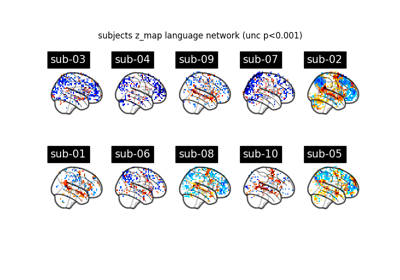 subjects z_map language network (unc p<0.001)
sub-03
sub-04
sub-09
sub-07
sub-02
sub-01
sub-06
sub-08
sub-10
sub-05